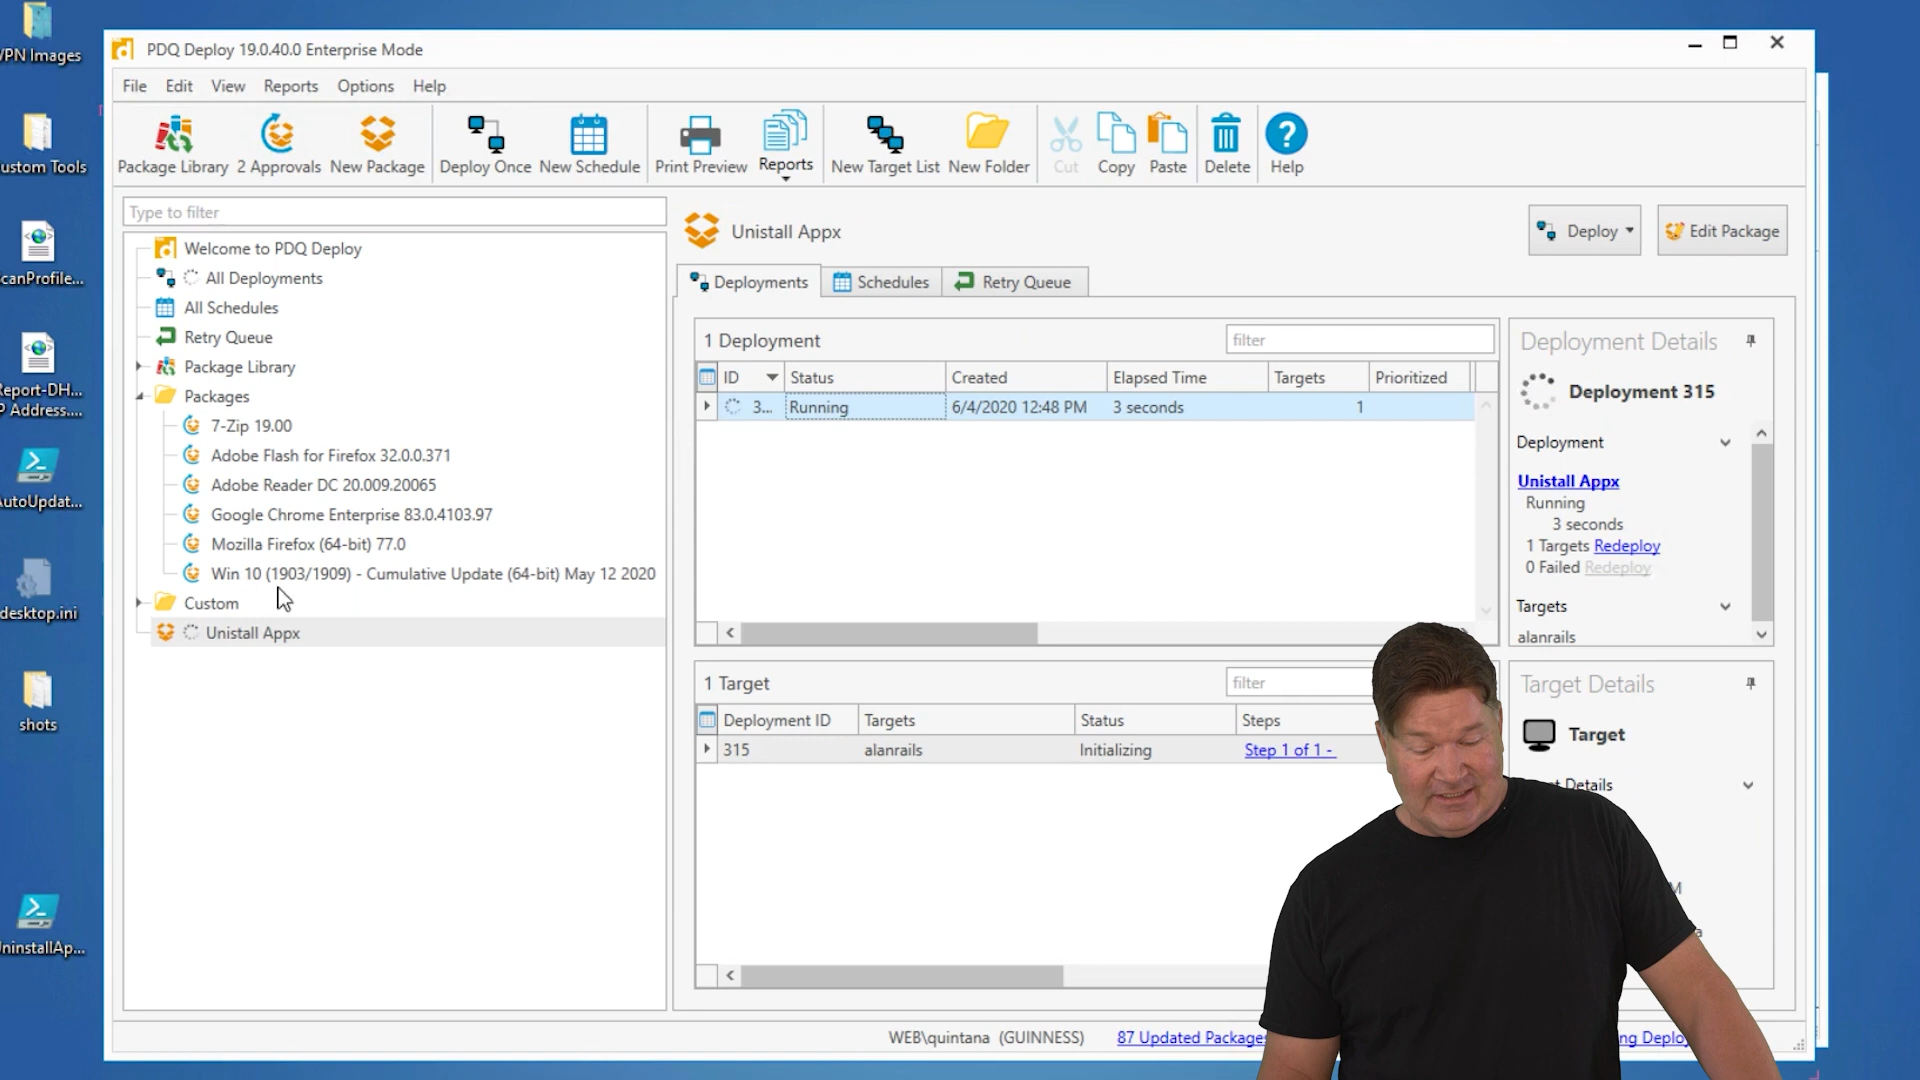 PDQ Deploy 19.0.40.0 Enterprise Mode
File Edit View Reports Options Help
Package Library 2 Approvals New Package Deploy Once New Schedule Print Preview Reports New Target List New Folder Cut Copy Paste Delete Help
Type to filter
Welcome to PDQ Deploy
All Deployments
All Schedules
Retry Queue
Package Library
Packages
7-Zip 19.00
Adobe Flash for Firefox 32.0.0.371
Adobe Reader DC 20.009.20065
Google Chrome Enterprise 83.0.4103.97
Mozilla Firefox (64-bit) 77.0
Win 10 (1903/1909) - Cumulative Update (64-bit) May 12 2020
Custom
Unistall Appx
Unistall Appx
Deploy Edit Package
Deployments Schedules Retry Queue
1 Deployment filter
ID Status Created Elapsed Time Targets Prioritized
3... Running 6/4/2020 12:48 PM 3 seconds 1
Deployment Details
Deployment 315
Deployment
Unistall Appx
Running
3 seconds
1 Targets Redeploy
0 Failed Redeploy
Targets
alanrails
1 Target filter
Deployment ID Targets Status Steps
315 alanrails Initializing Step 1 of 1 -
Target Details
Target
Details
WEB\quintana (GUINNESS) 87 Updated Package
VPN Images
ustom Tools
canProfile...
Report-DH...
P Address....
AutoUpdat...
desktop.ini
shots
UninstallAp...